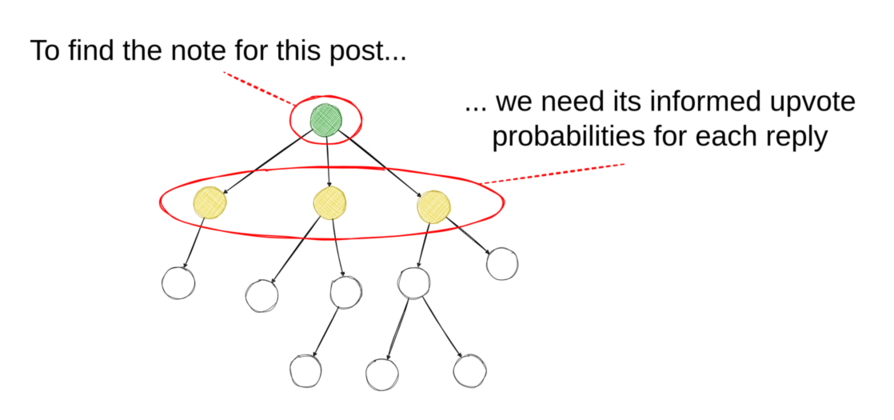 To find the note for this post...
... we need its informed upvote
probabilities for each reply